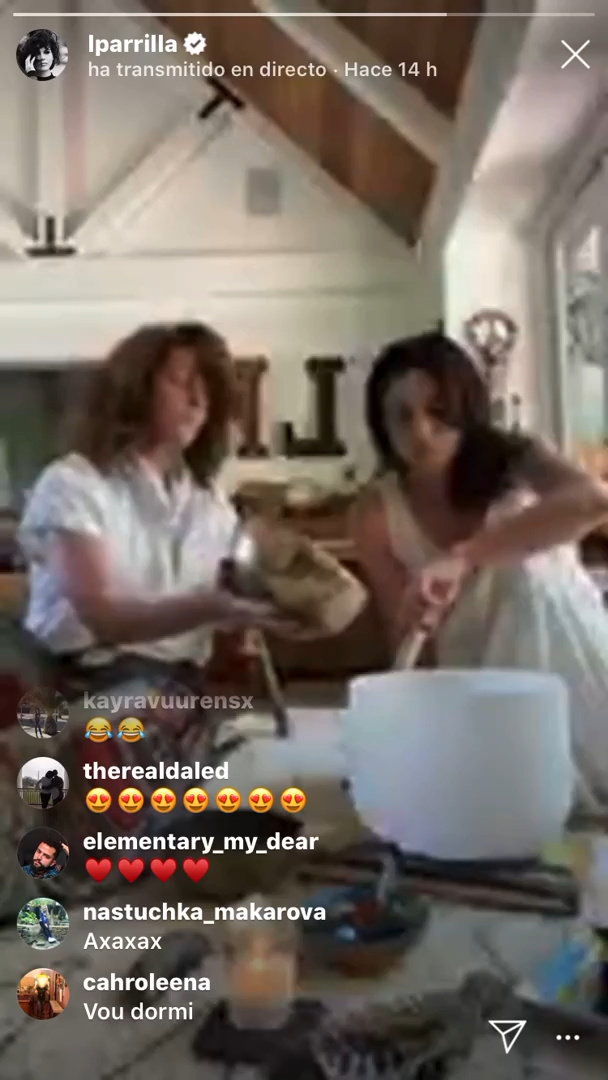 lparrilla
ha transmitido en directo · Hace 14 h
L
kayravuurensx
😂😂
therealdaled
😍😍😍😍😍😍😍
elementary_my_dear
❤️❤️❤️❤️
nastuchka_makarova
Axaxax
cahroleena
Vou dormi